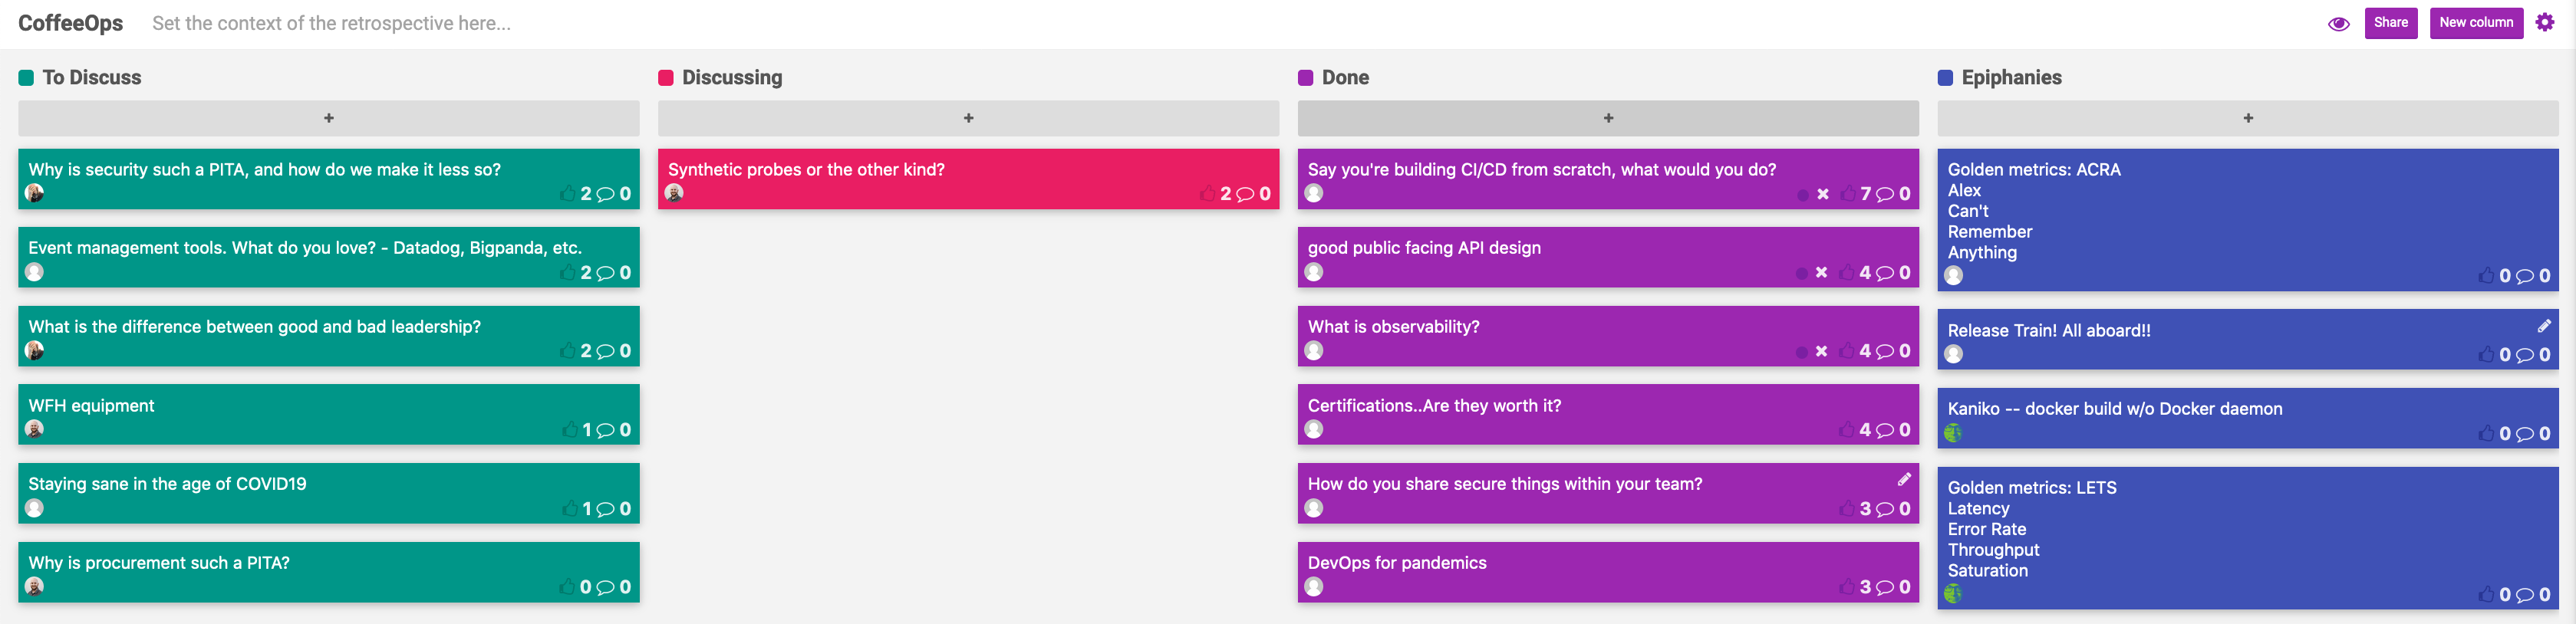 CoffeeOps
Set the context of the retrospective here...
Share
New column
To Discuss
+
Why is security such a PITA, and how do we make it less so?
2 0
Event management tools. What do you love? - Datadog, Bigpanda, etc.
2 0
What is the difference between good and bad leadership?
2 0
WFH equipment
1 0
Staying sane in the age of COVID19
1 0
Why is procurement such a PITA?
0 0
Discussing
+
Synthetic probes or the other kind?
2 0
Done
+
Say you're building CI/CD from scratch, what would you do?
7 0
good public facing API design
4 0
What is observability?
4 0
Certifications..Are they worth it?
4 0
How do you share secure things within your team?
3 0
DevOps for pandemics
3 0
Epiphanies
+
Golden metrics: ACRA
Alex
Can't
Remember
Anything
0 0
Release Train! All aboard!!
0 0
Kaniko -- docker build w/o Docker daemon
0 0
Golden metrics: LETS
Latency
Error Rate
Throughput
Saturation
0 0